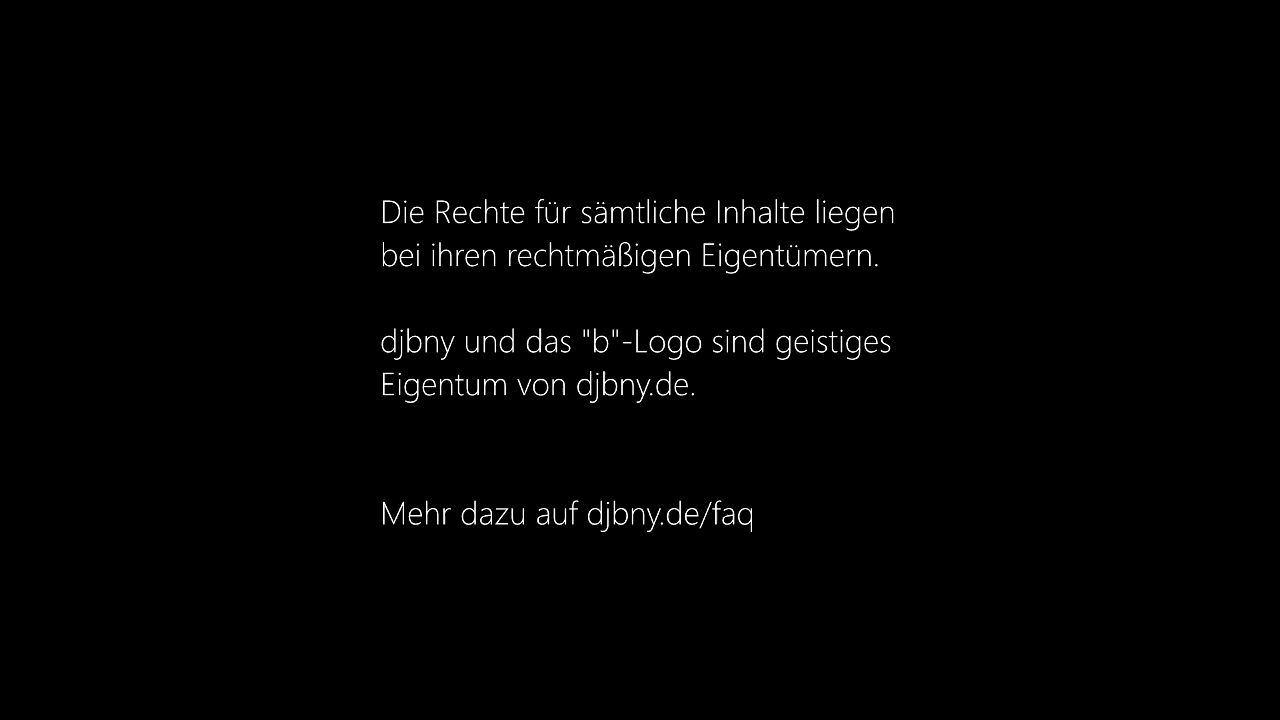 Die Rechte für sämtliche Inhalte liegen
bei ihren rechtmäßigen Eigentümern.
djbny und das "b"-Logo sind geistiges
Eigentum von djbny.de.
Mehr dazu auf djbny.de/faq